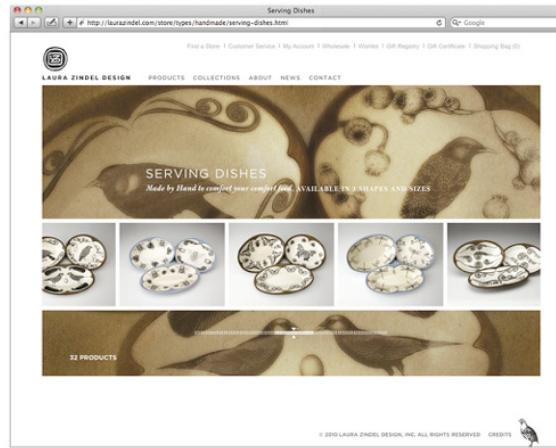 Serving Dishes
http://laurazindel.com/store/types/handmade/serving-dishes.html
Google
Find a Store | Customer Service | My Account | Wholesale | Wishlist | Gift Registry | Gift Certificate | Shopping Bag (0)
LAURA ZINDEL DESIGN PRODUCTS COLLECTIONS ABOUT NEWS CONTACT
SERVING DISHES
Made by Hand to comfort your comfort food. AVAILABLE IN 3 SHAPES AND SIZES
32 PRODUCTS
© 2010 LAURA ZINDEL DESIGN, INC. ALL RIGHTS RESERVED CREDITS